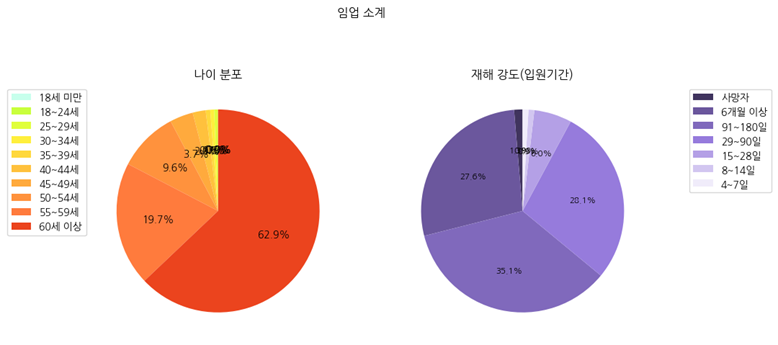 임업 소계
나이 분포
재해 강도(입원기간)
18세 미만
18~24세
25~29세
30~34세
35~39세
40~44세
45~49세
50~54세
55~59세
60세 이상
3.7%
9.6%
19.7%
62.9%
27.6%
28.1%
35.1%
사망자
6개월 이상
91~180일
29~90일
15~28일
8~14일
4~7일